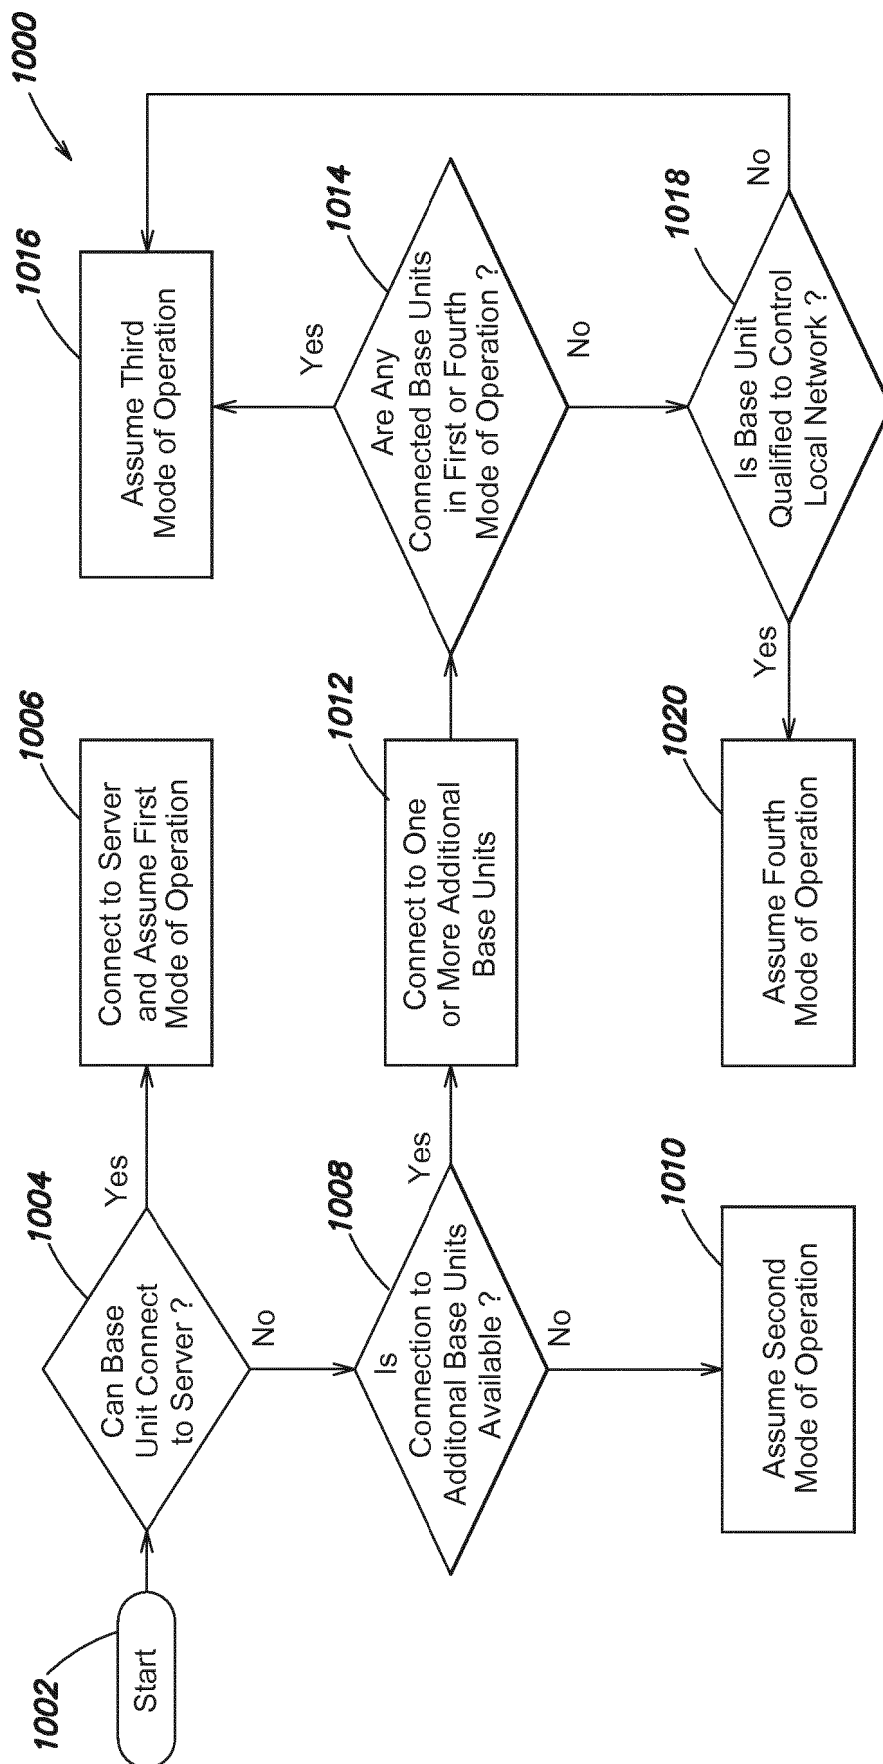 1000
1002
Start
1004
Can Base
Unit Connect
to Server ?
Yes
No
1006
Connect to Server
and Assume First
Mode of Operation
1008
Is
Connection to
Additonal Base Units
Available ?
Yes
No
1010
Assume Second
Mode of Operation
1012
Connect to One
or More Additional
Base Units
1014
Are Any
Connected Base Units
in First or Fourth
Mode of Operation ?
Yes
No
1016
Assume Third
Mode of Operation
1018
Is Base Unit
Qualified to Control
Local Network ?
Yes
No
1020
Assume Fourth
Mode of Operation